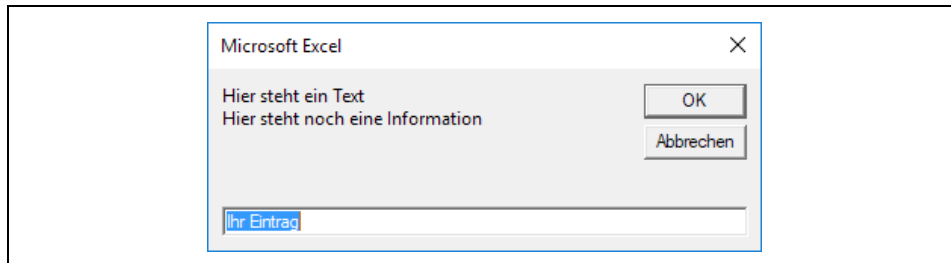 Microsoft Excel
Hier steht ein Text
Hier steht noch eine Information
OK
Abbrechen
Ihr Eintrag